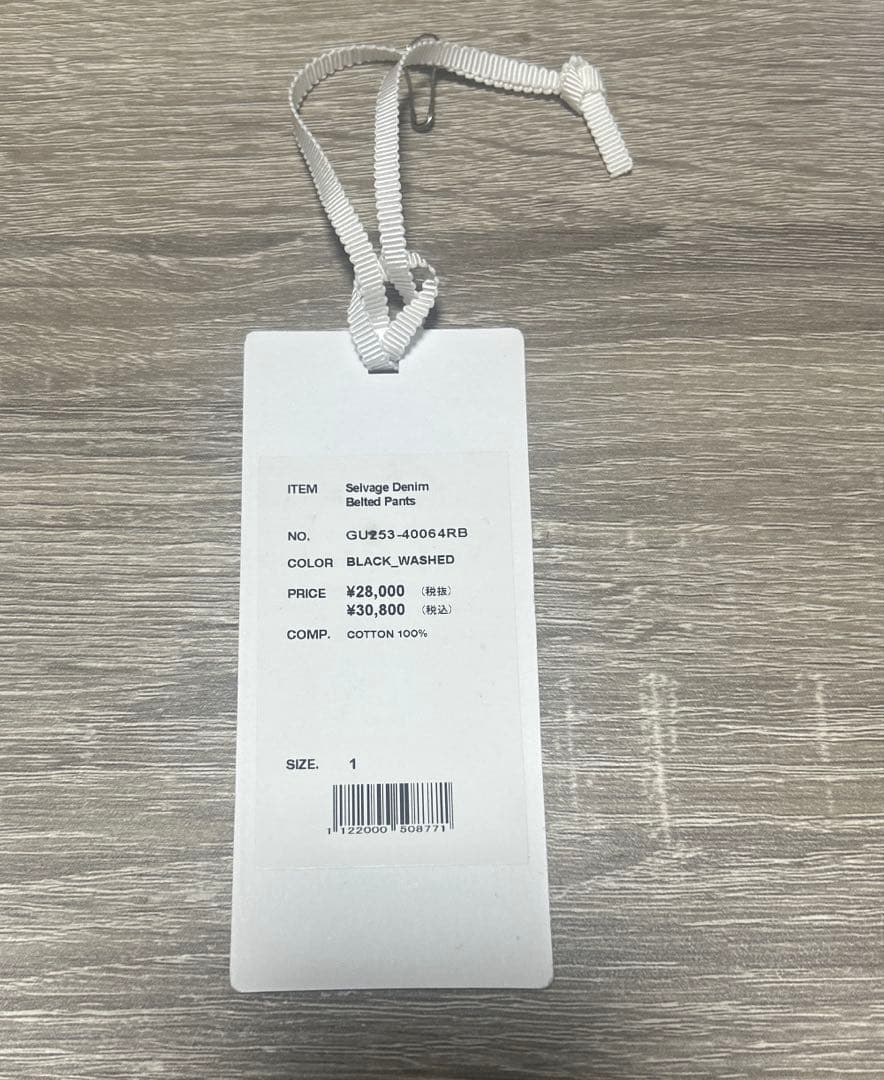 ITEM Selvage Denim
Belted Pants
NO. GU253-40064RB
COLOR BLACK_WASHED
PRICE ¥28,000 (税抜)
¥30,800 (税込)
COMP. COTTON 100%
SIZE. 1
1 122000 508771